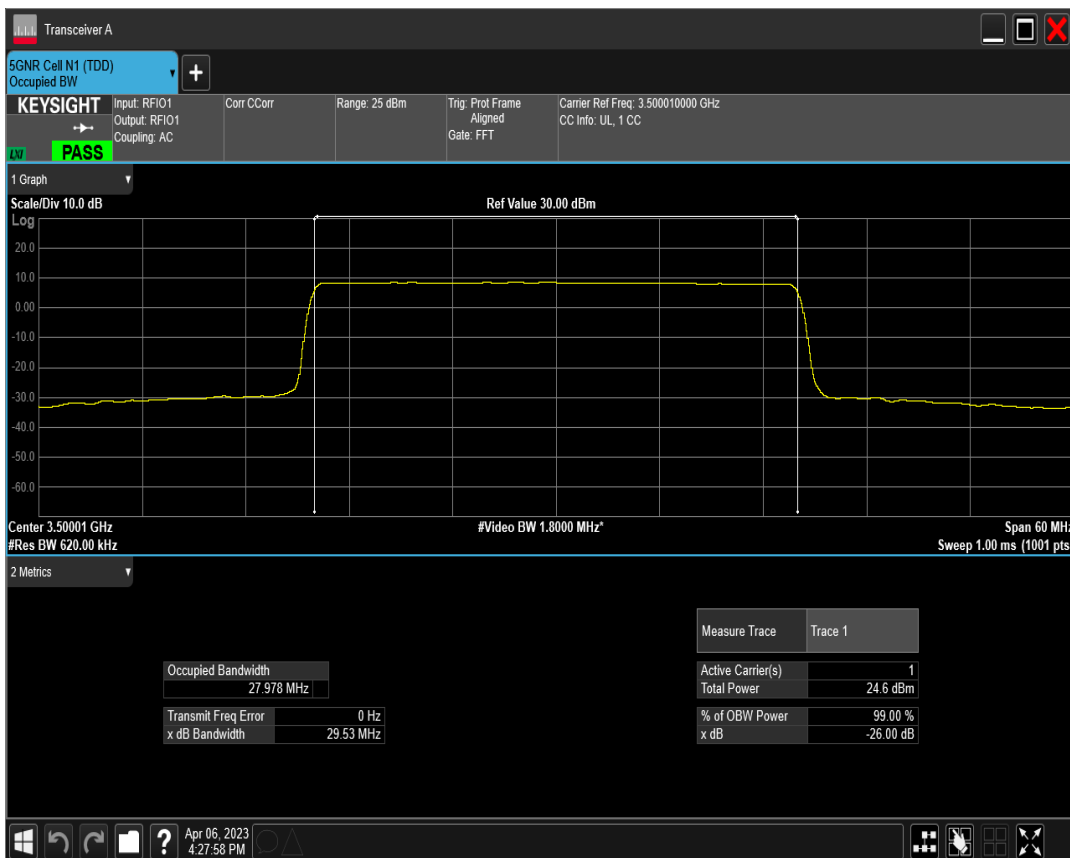 Transceiver A
5GNR Cell N1 (TDD)
Occupied BW
+
KEYSIGHT
LXI
PASS
Input: RFIO1
Output: RFIO1
Coupling: AC
Corr CCorr
Range: 25 dBm
Trig: Prot Frame
Aligned
Gate: FFT
Carrier Ref Freq: 3.500010000 GHz
CC Info: UL, 1 CC
1 Graph
Scale/Div 10.0 dB
Ref Value 30.00 dBm
Log
20.0
10.0
0.00
-10.0
-20.0
-30.0
-40.0
-50.0
-60.0
Center 3.50001 GHz
#Video BW 1.8000 MHz*
Span 60 MHz
#Res BW 620.00 kHz
Sweep 1.00 ms (1001 pts
2 Metrics
Measure Trace Trace 1
Occupied Bandwidth
27.978 MHz
Active Carrier(s) 1
Total Power 24.6 dBm
Transmit Freq Error 0 Hz
x dB Bandwidth 29.53 MHz
% of OBW Power 99.00 %
x dB -26.00 dB
?
Apr 06, 2023
4:27:58 PM